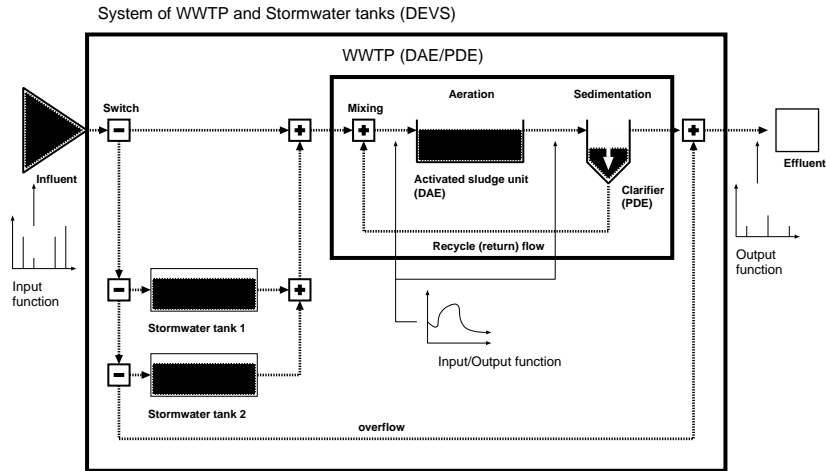 System of WWTP and Stormwater tanks (DEVS)
WWTP (DAE/PDE)
Switch
Mixing
Aeration
Sedimentation
Influent
Activated sludge unit
(DAE)
Clarifier
(PDE)
Effluent
Recycle (return) flow
Input
function
Output
function
Stormwater tank 1
Input/Output function
Stormwater tank 2
overflow